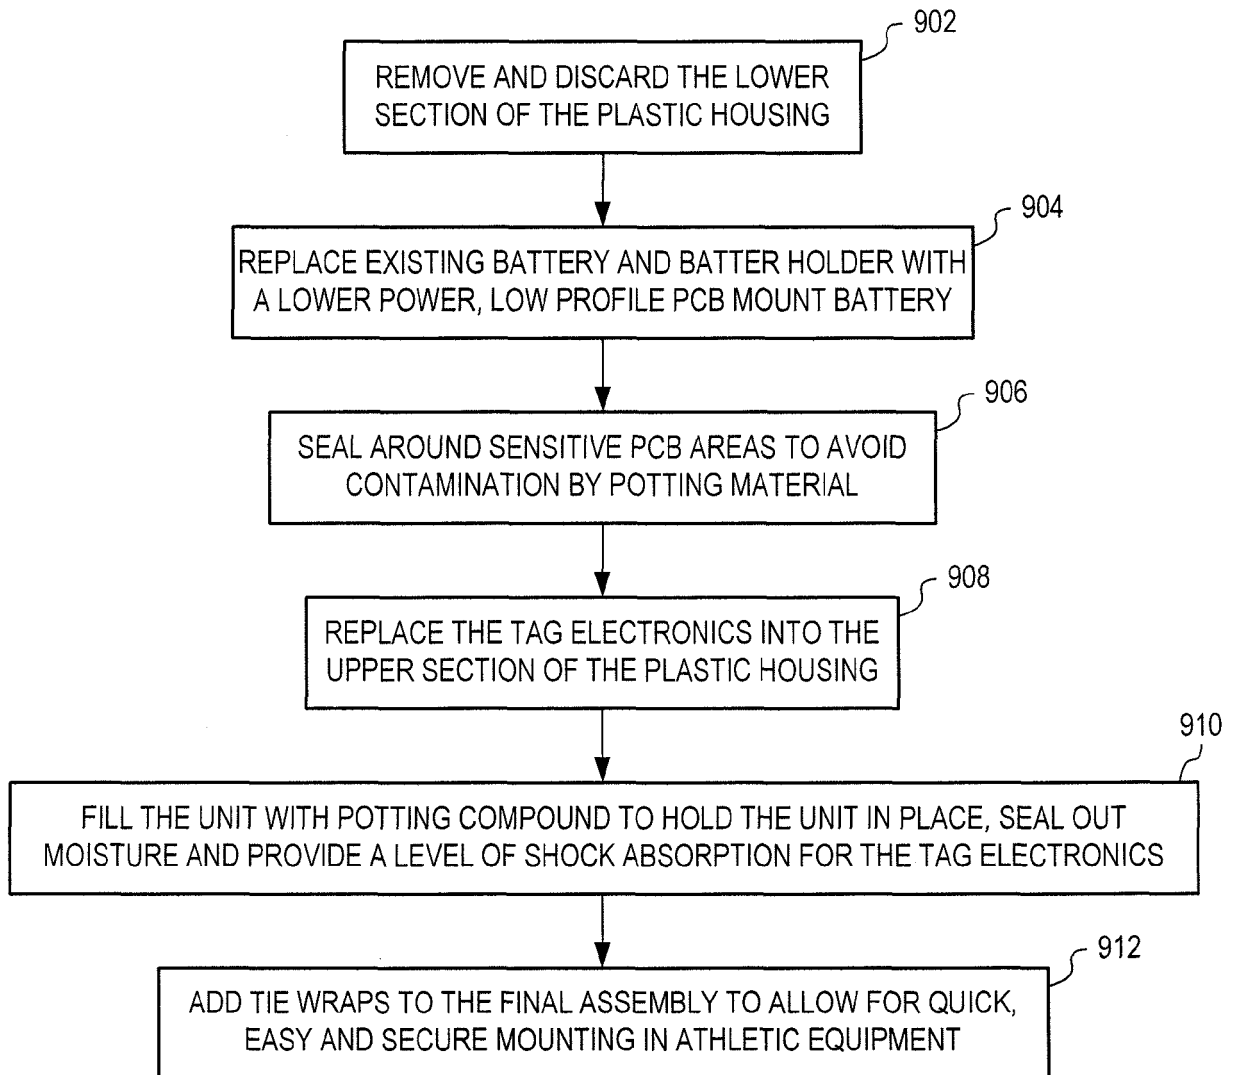 902
REMOVE AND DISCARD THE LOWER
SECTION OF THE PLASTIC HOUSING
904
REPLACE EXISTING BATTERY AND BATTER HOLDER WITH
A LOWER POWER, LOW PROFILE PCB MOUNT BATTERY
906
SEAL AROUND SENSITIVE PCB AREAS TO AVOID
CONTAMINATION BY POTTING MATERIAL
908
REPLACE THE TAG ELECTRONICS INTO THE
UPPER SECTION OF THE PLASTIC HOUSING
910
FILL THE UNIT WITH POTTING COMPOUND TO HOLD THE UNIT IN PLACE, SEAL OUT
MOISTURE AND PROVIDE A LEVEL OF SHOCK ABSORPTION FOR THE TAG ELECTRONICS
912
ADD TIE WRAPS TO THE FINAL ASSEMBLY TO ALLOW FOR QUICK,
EASY AND SECURE MOUNTING IN ATHLETIC EQUIPMENT